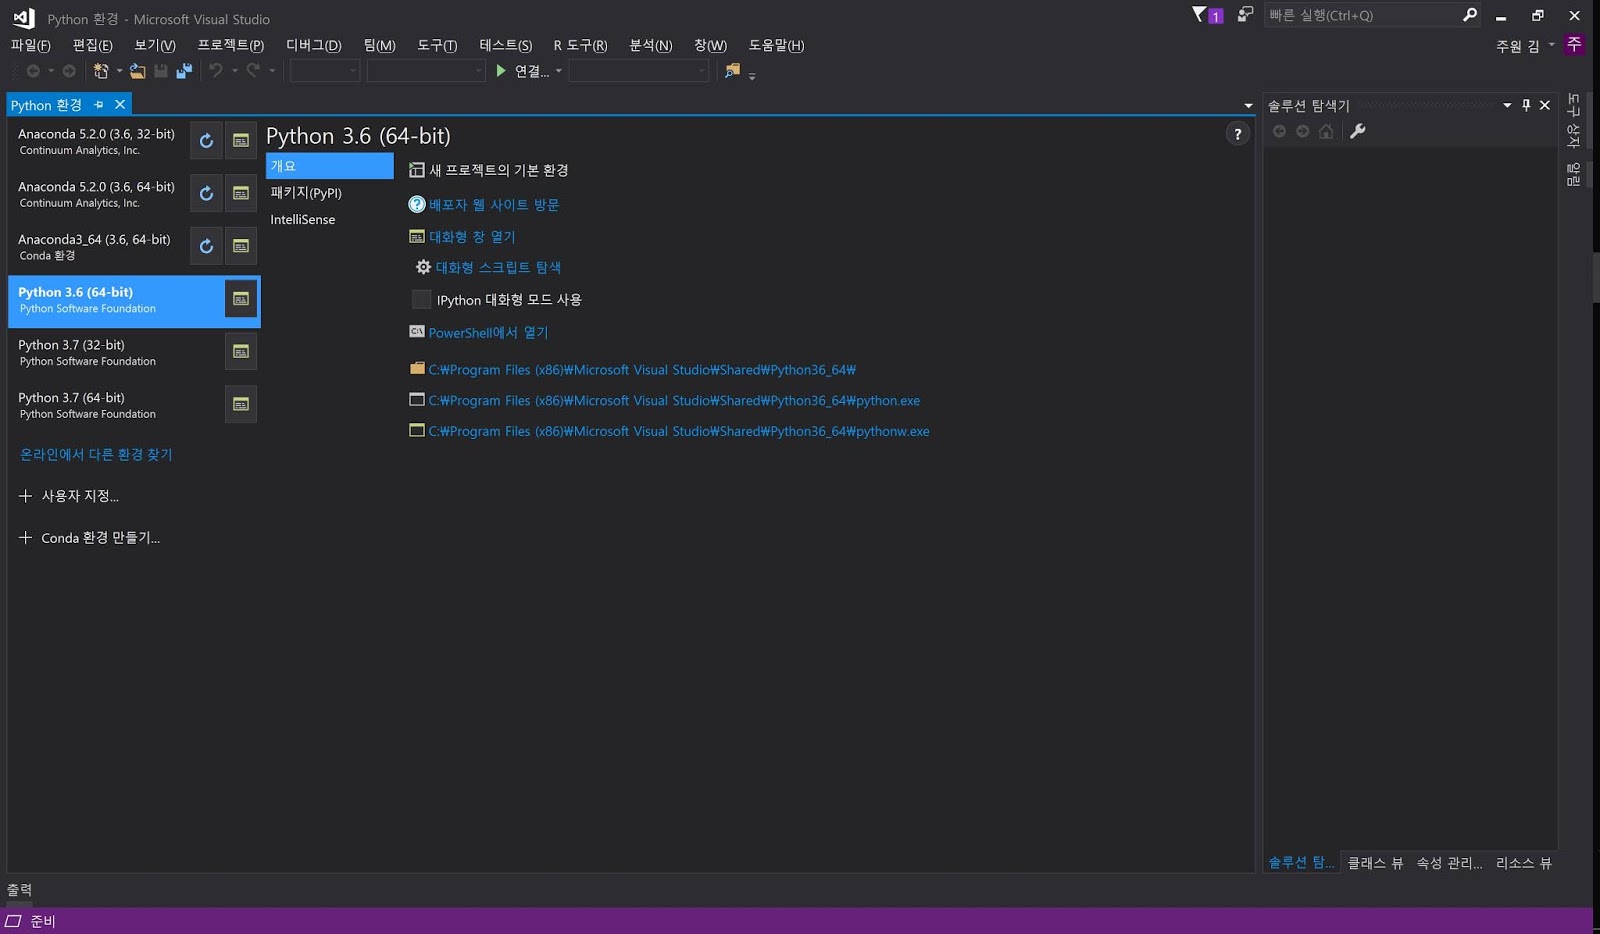 Python 환경 - Microsoft Visual Studio
1
빠른 실행(Ctrl+Q)
파일(F) 편집(E) 보기(V) 프로젝트(P) 디버그(D) 팀(M) 도구(T) 테스트(S) R 도구(R) 분석(N) 창(W) 도움말(H)
주원 김 주
연결...
Python 환경
Anaconda 5.2.0 (3.6, 32-bit)
Continuum Analytics, Inc.
Anaconda 5.2.0 (3.6, 64-bit)
Continuum Analytics, Inc.
Anaconda3_64 (3.6, 64-bit)
Conda 환경
Python 3.6 (64-bit)
Python Software Foundation
Python 3.7 (32-bit)
Python Software Foundation
Python 3.7 (64-bit)
Python Software Foundation
온라인에서 다른 환경 찾기
사용자 지정...
Conda 환경 만들기...
Python 3.6 (64-bit)
?
개요
패키지(PyPI)
IntelliSense
새 프로젝트의 기본 환경
배포자 웹 사이트 방문
대화형 창 열기
대화형 스크립트 탐색
IPython 대화형 모드 사용
PowerShell에서 열기
C:₩Program Files (x86)₩Microsoft Visual Studio₩Shared₩Python36_64₩
C:₩Program Files (x86)₩Microsoft Visual Studio₩Shared₩Python36_64₩python.exe
C:₩Program Files (x86)₩Microsoft Visual Studio₩Shared₩Python36_64₩pythonw.exe
솔루션 탐색기
도구 상자
알림
솔루션 탐... 클래스 뷰 속성 관리... 리소스 뷰
출력
준비